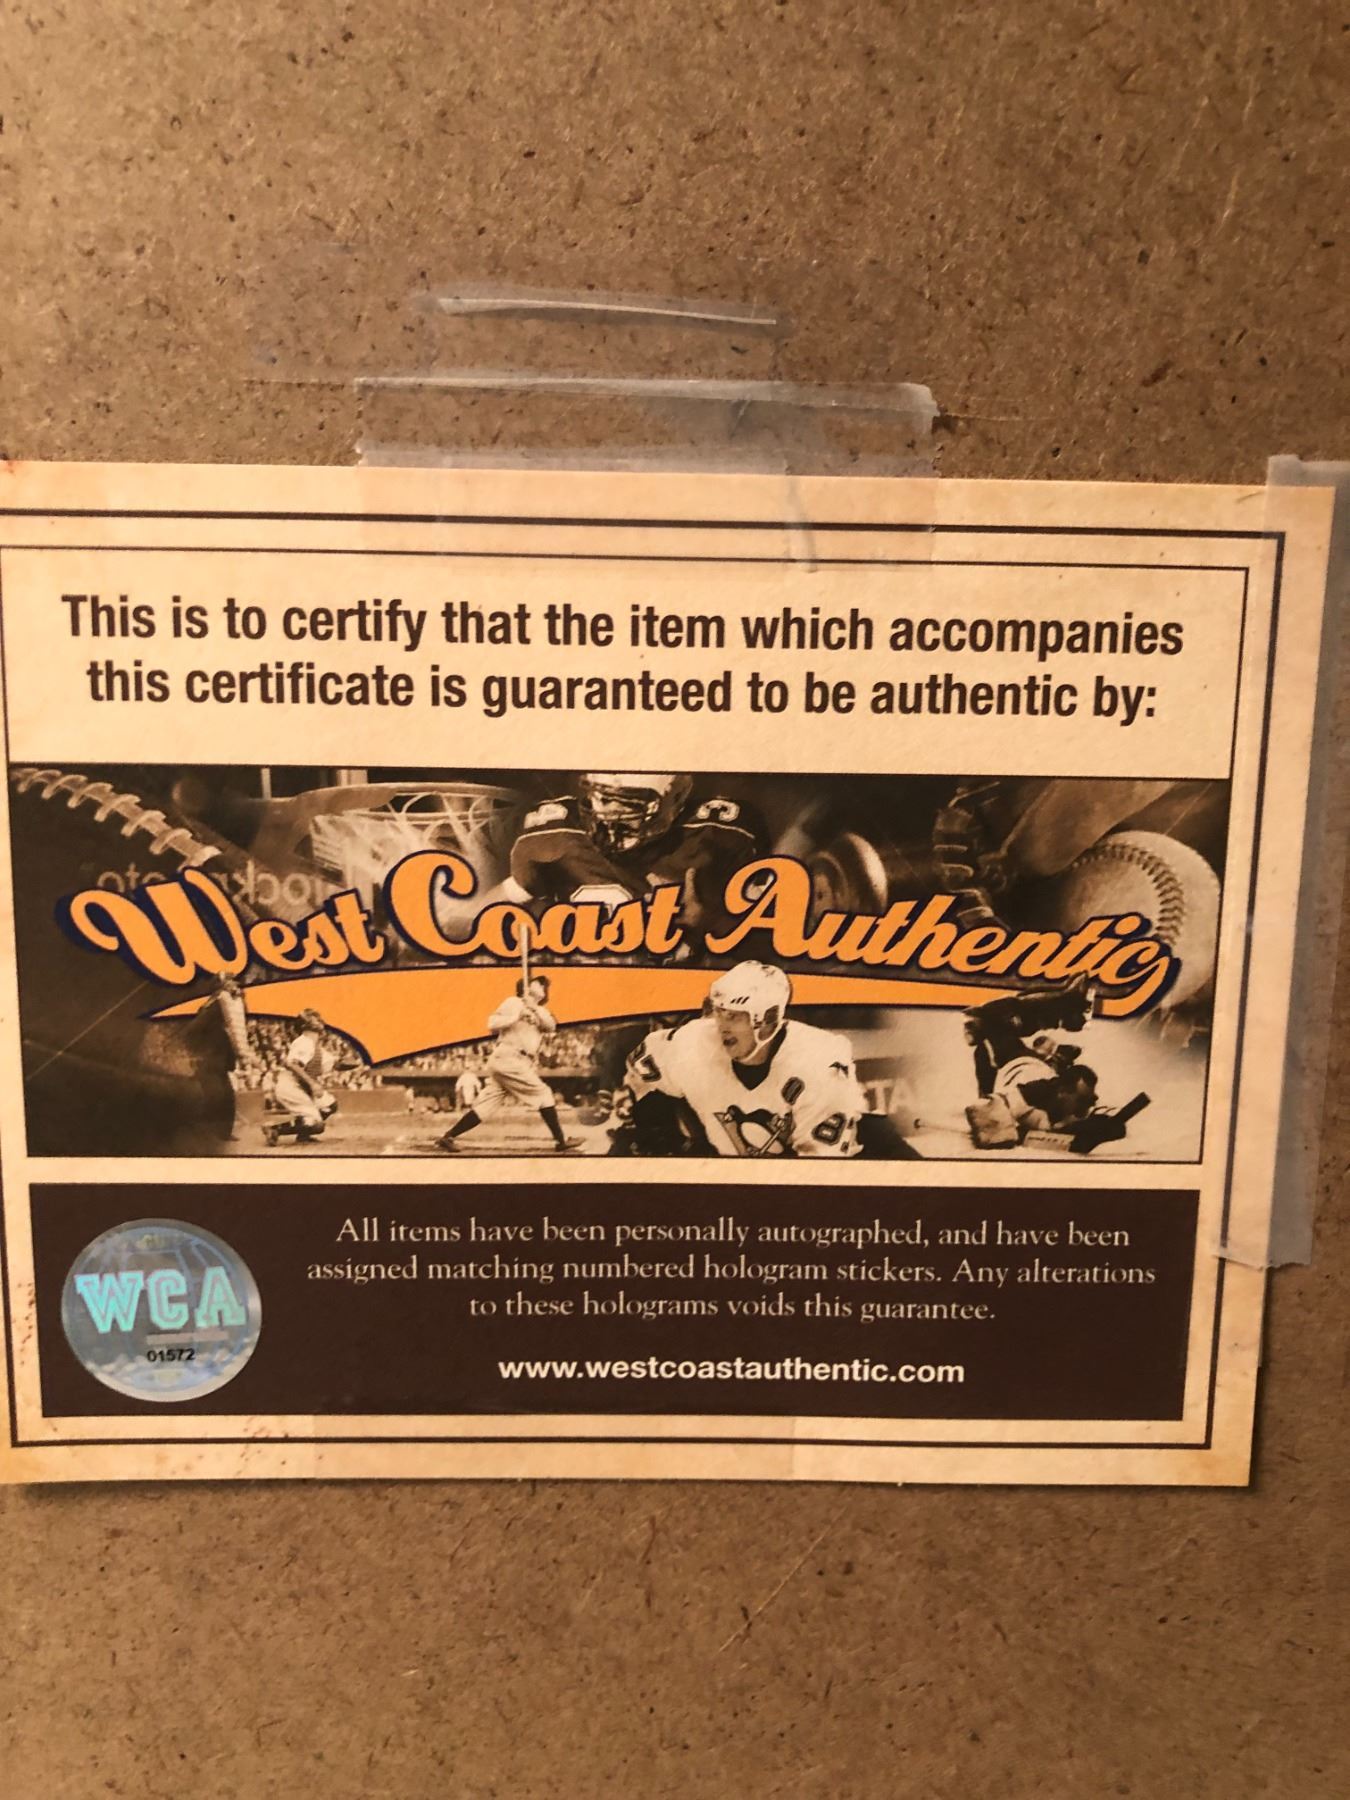 This is to certify that the item which accompanies
this certificate is guaranteed to be authentic by:
West Coast Authentic
All items have been personally autographed, and have been
assigned matching numbered hologram stickers. Any alterations
to these holograms voids this guarantee.
WCA
01572
www.westcoastauthentic.com